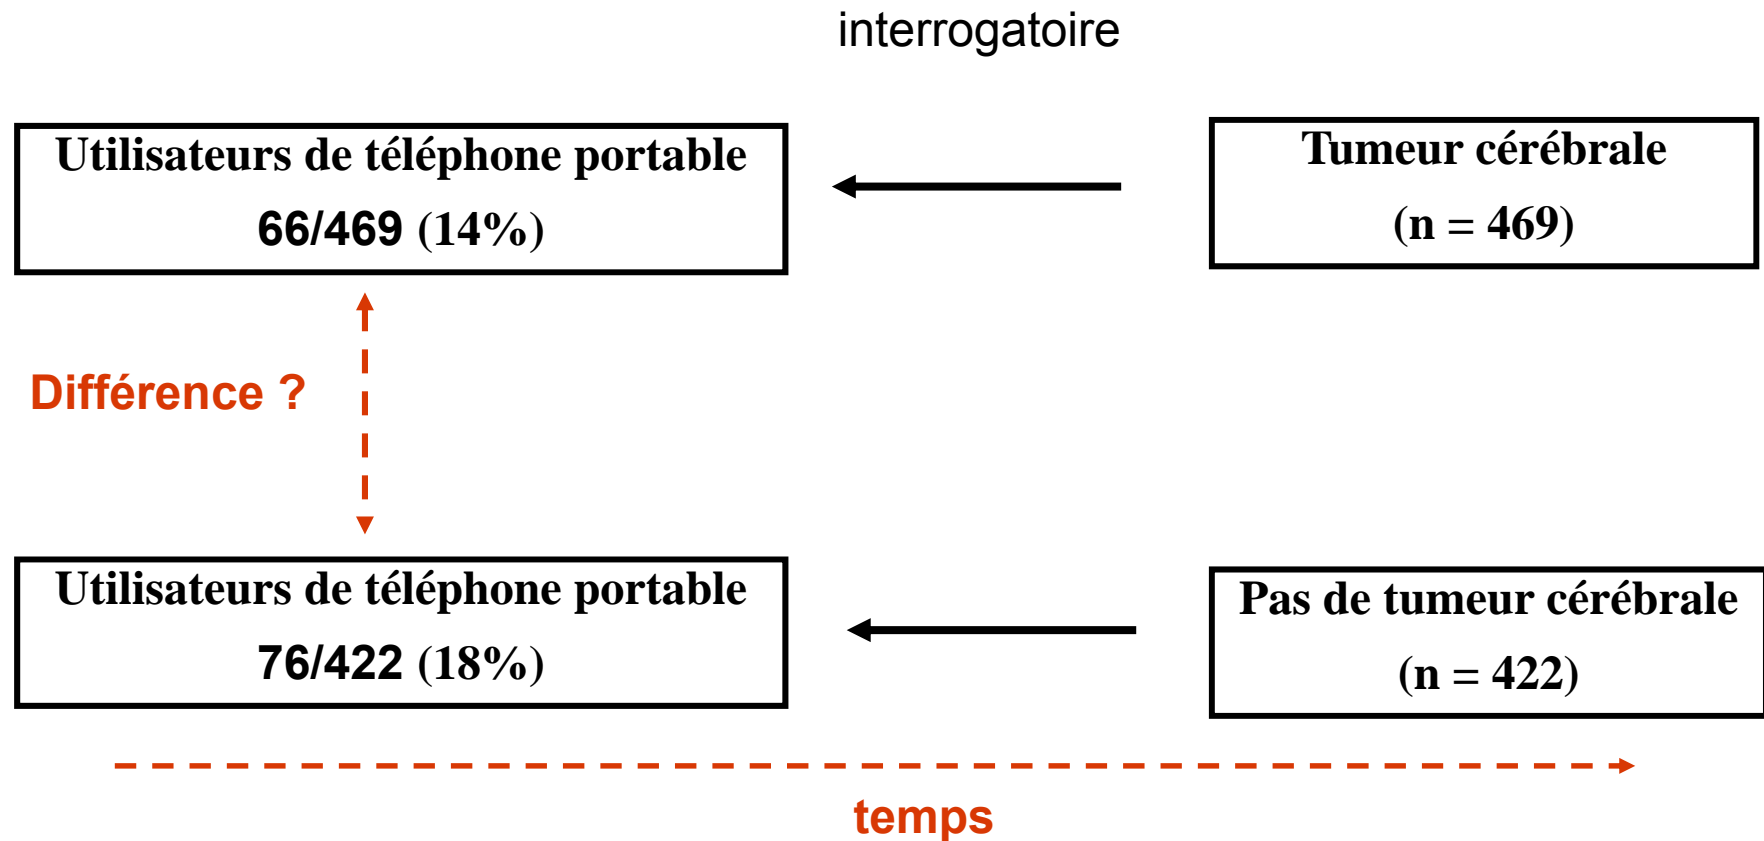 interrogatoire
Utilisateurs de téléphone portable
66/469 (14%)
Tumeur cérébrale
(n = 469)
Différence ?
Utilisateurs de téléphone portable
76/422 (18%)
Pas de tumeur cérébrale
(n = 422)
temps